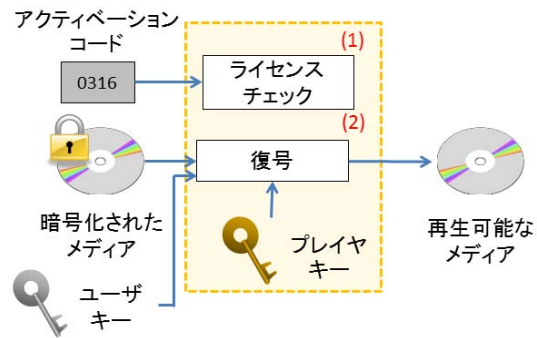 アクティベーション
コード
0316
(1)
ライセンス
チェック
(2)
復号
暗号化された
メディア
プレイヤ
キー
再生可能な
メディア
ユーザ
キー